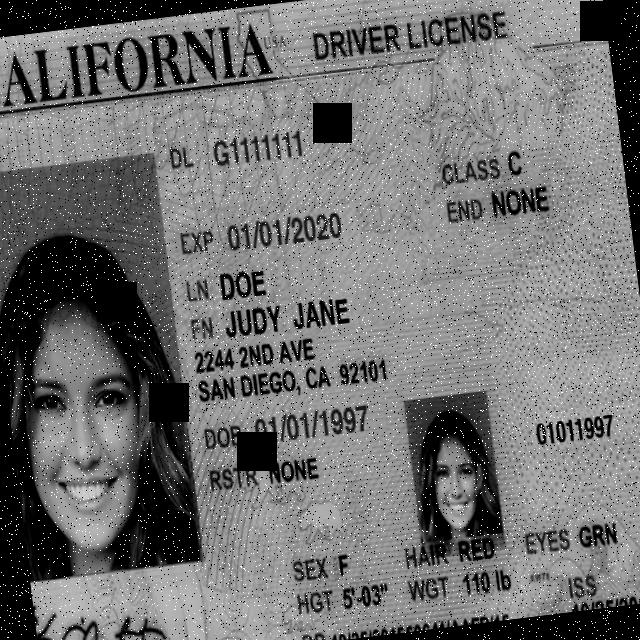 ALIFORNIA DRIVER LICENSE
DL G1111111
CLASS C
EXP 01/01/2020
END NONE
LN DOE
FN JUDY JANE
2244 2ND AVE
SAN DIEGO, CA 92101
DOB 01/01/1997
01011997
RSTR NONE
SEX F HAIR RED EYES GRN
HGT 5'-03" WGT 110 lb ISS